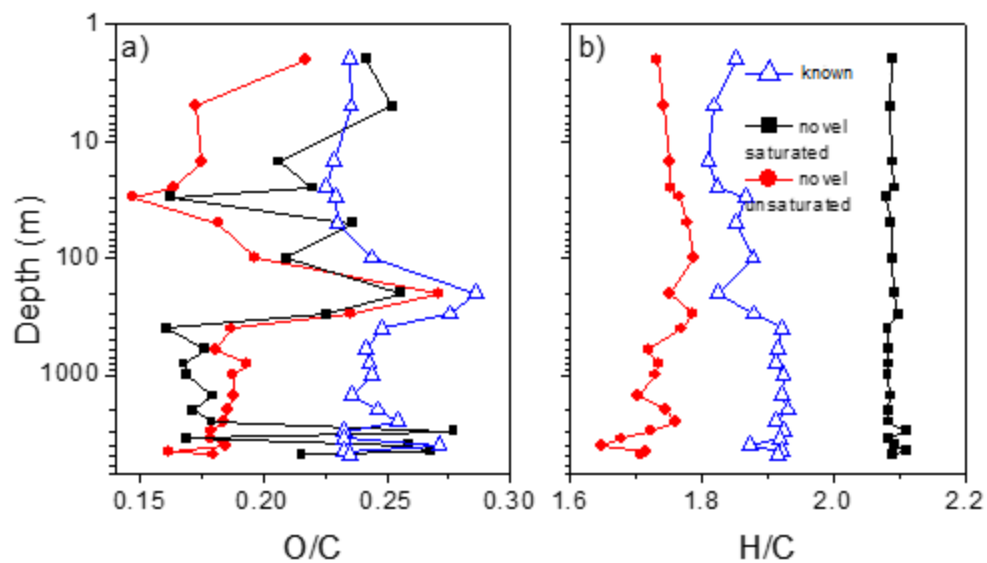 a)
b)
1
10
100
1000
Depth (m)
0.15
0.20
0.25
0.30
O/C
1.6
1.8
2.0
2.2
H/C
known
novel
saturated
novel
unsaturated